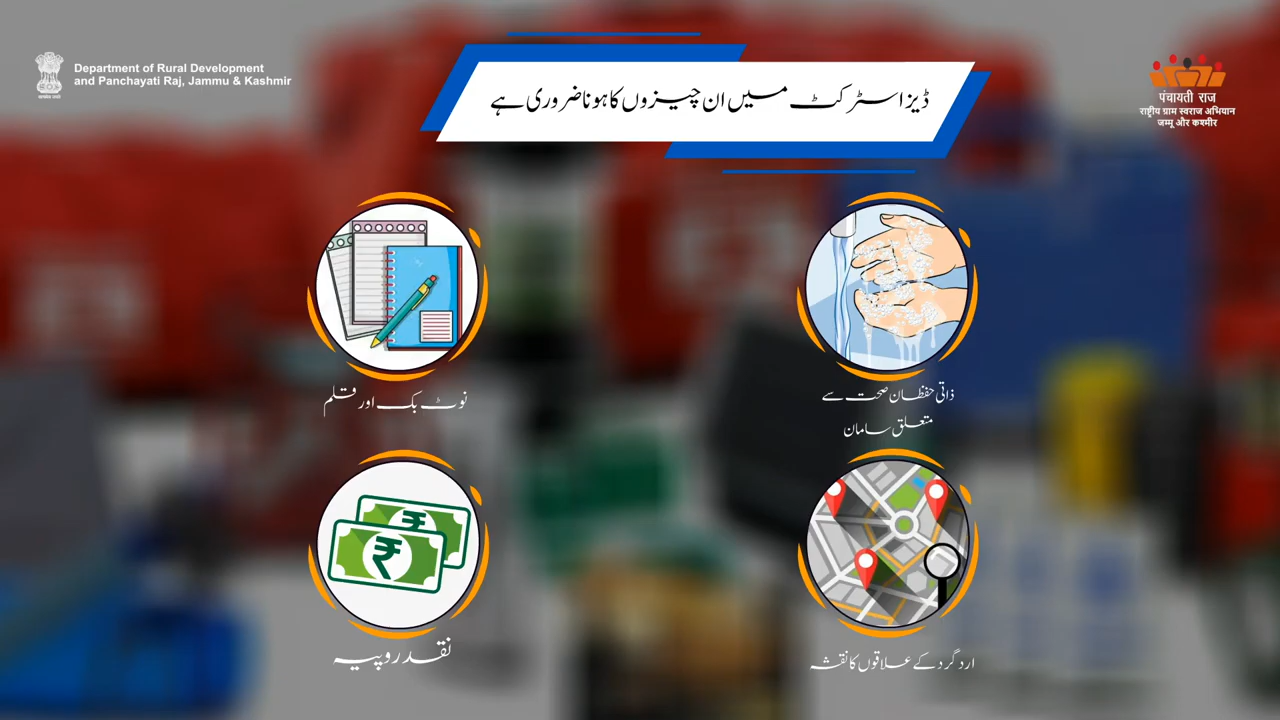 Department of Rural Development
and Panchayati Raj, Jammu & Kashmir
ڈیزاسٹر کٹ میں ان چیزوں کا ہونا ضروری ہے
पंचायती राज
राष्ट्रीय ग्राम स्वराज अभियान
जम्मू और कश्मीर
ذاتی حفظان صحت سے
متعلق سامان
نوٹ بک اور قلم
ارد گرد کے علاقوں کا نقشہ
نقد روپیہ